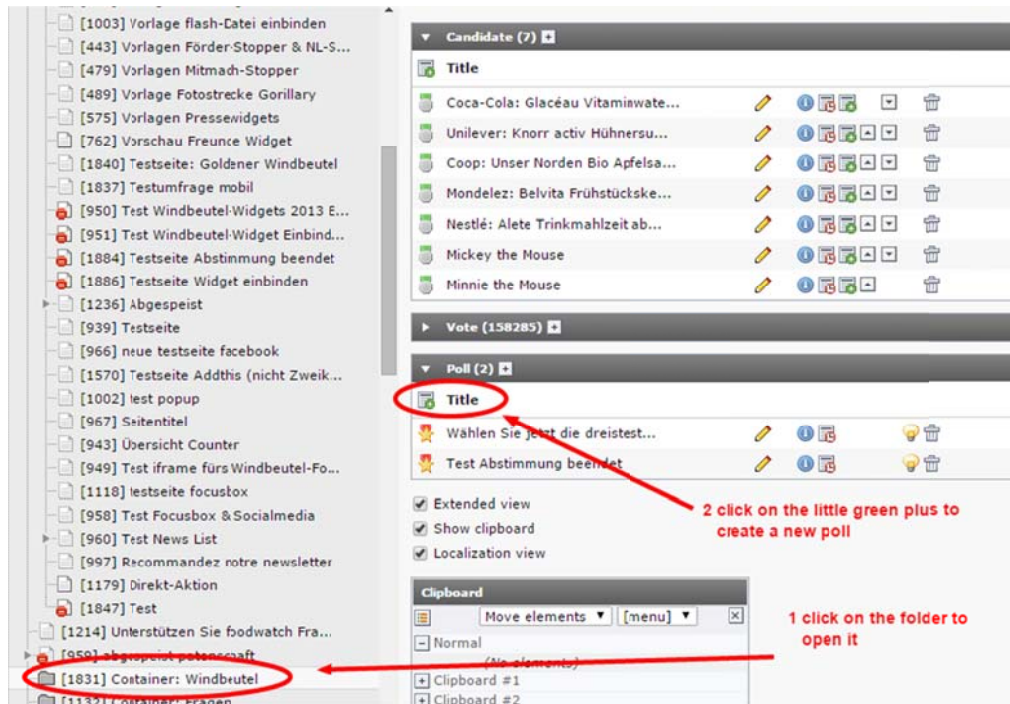 [1003] Vorlage flash-Datei einbinden
[443] Vorlagen Förder-Stopper & NL-S...
[479] Vorlagen Mitmach-Stopper
[489] Vorlage Fotostrecke Gorillary
[575] Vorlagen Pressewidgets
[762] Vorschau Freunde Widget
[1840] Testseite: Goldener Windbeutel
[1837] Testumfrage mobil
[950] Test Windbeutel-Widgets 2013 E...
[951] Test Windbeutel-Widget Einbind...
[1884] Testseite Abstimmung beendet
[1886] Testseite Widget einbinden
[1236] Abgespeist
[939] Testseite
[966] neue testseite facebook
[1570] Testseite Addthis (nicht Zweik...
[1002] test popup
[967] Seitentitel
[943] Übersicht Counter
[949] Test iframe fürs Windbeutel-Fo...
[1118] testseite focusbox
[958] Test Focusbox & Socialmedia
[960] Test News List
[997] Recommandez notre newsletter
[1179] Direkt-Aktion
[1847] Test
[1214] Unterstützen Sie foodwatch Fra...
[959] abgespeist patenschaft
[1831] Container: Windbeutel
[1132] Container: Fragen
Candidate (7)
Title
Coca-Cola: Glacéau Vitaminwate...
Unilever: Knorr activ Hühnersu...
Coop: Unser Norden Bio Apfelsa...
Mondelez: Belvita Frühstückske...
Nestlé: Alete Trinkmahlzeit ab...
Mickey the Mouse
Minnie the Mouse
Vote (158285)
Poll (2)
Title
Wählen Sie jetzt die dreistest...
Test Abstimmung beendet
Extended view
Show clipboard
Localization view
2 click on the little green plus to
create a new poll
Clipboard
Move elements [menu]
Normal
(No elements)
Clipboard #1
Clipboard #2
1 click on the folder to
open it